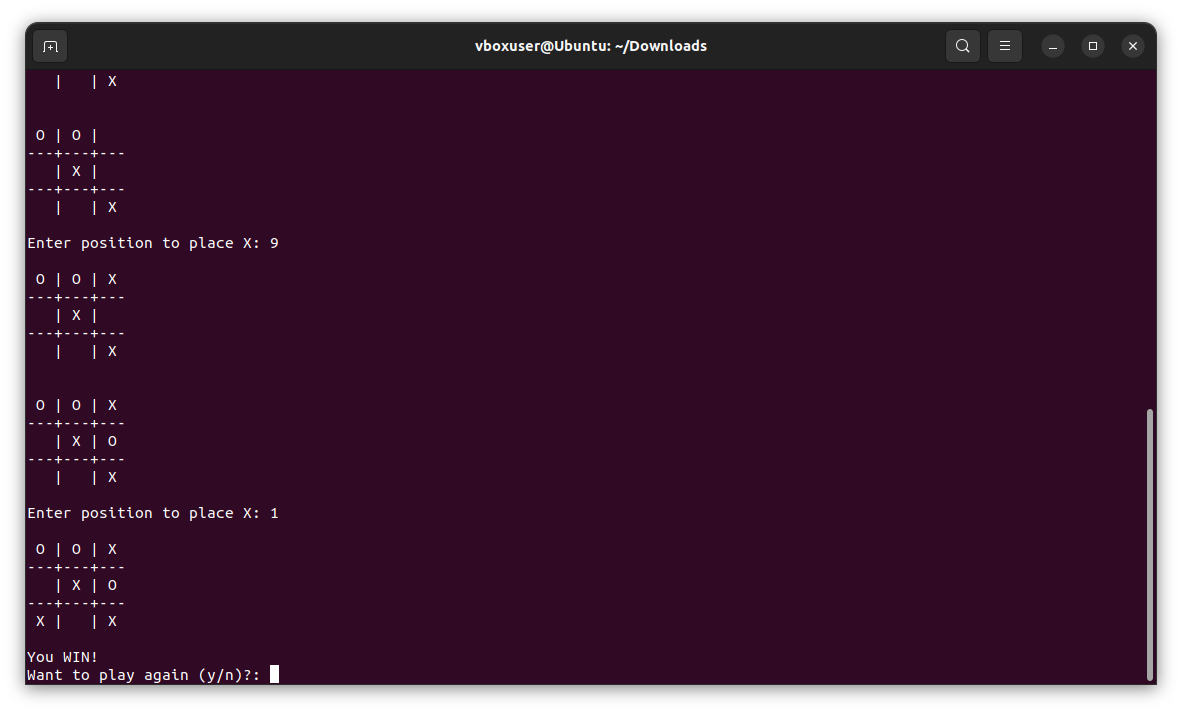 vboxuser@Ubuntu: ~/Downloads
   |   | X
 O | O |
---+---+---
   | X |
---+---+---
   |   | X
Enter position to place X: 9
 O | O | X
---+---+---
   | X |
---+---+---
   |   | X
 O | O | X
---+---+---
   | X | O
---+---+---
   |   | X
Enter position to place X: 1
 O | O | X
---+---+---
   | X | O
---+---+---
 X |   | X
You WIN!
Want to play again (y/n)?: